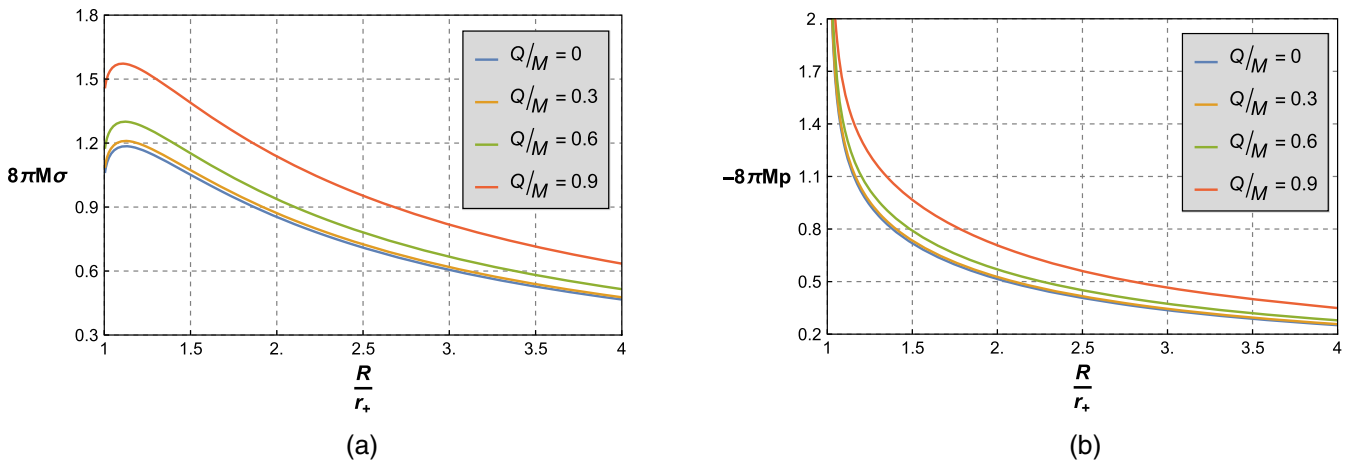 1.8
1.5
1.2
0.9
0.6
0.3
8πMσ
1
1.5
2.
2.5
3.
3.5
4
R/r₊
Q/M = 0
Q/M = 0.3
Q/M = 0.6
Q/M = 0.9
(a)
2.
1.7
1.4
1.1
0.8
0.5
0.2
−8πMp
1
1.5
2.
2.5
3.
3.5
4
R/r₊
Q/M = 0
Q/M = 0.3
Q/M = 0.6
Q/M = 0.9
(b)